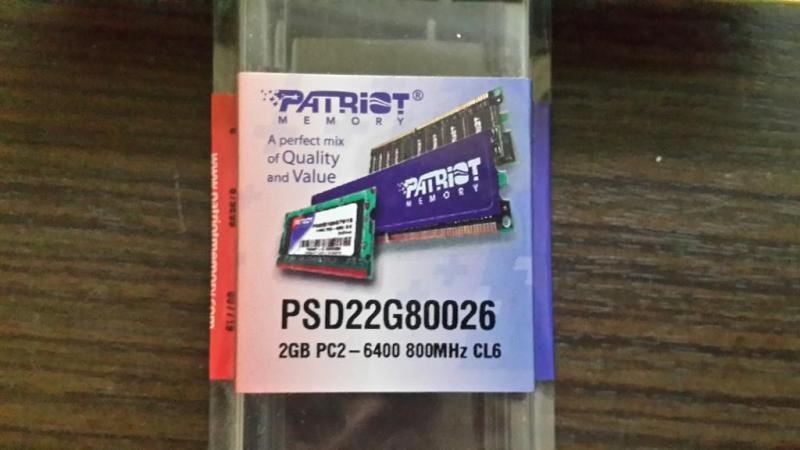 PATRIOT®
MEMORY
A perfect mix
of Quality
and Value
PATRIOT
MEMORY
PSD22G80026
2GB PC2-6400 800MHz CL6
www.patriotmemory.com